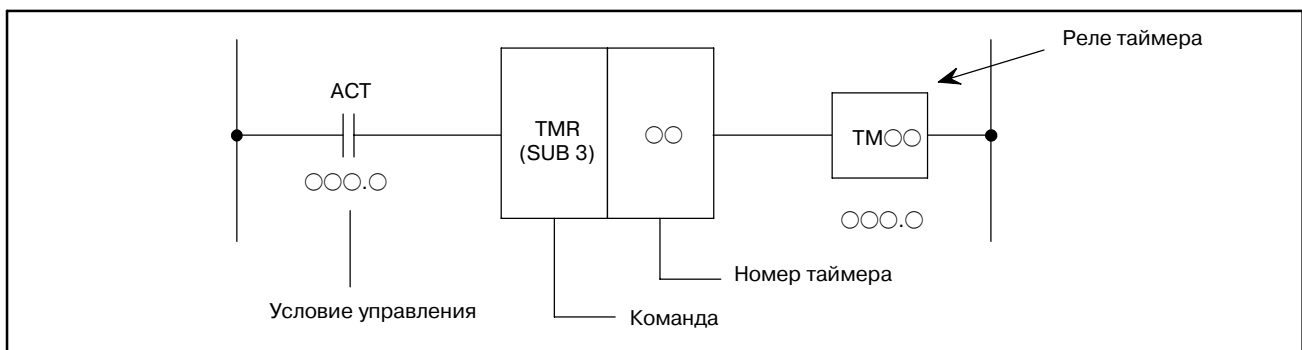 Реле таймера
ACT
TMR
(SUB 3)
○○
TM○○
○○○.○
○○○.○
Номер таймера
Условие управления
Команда